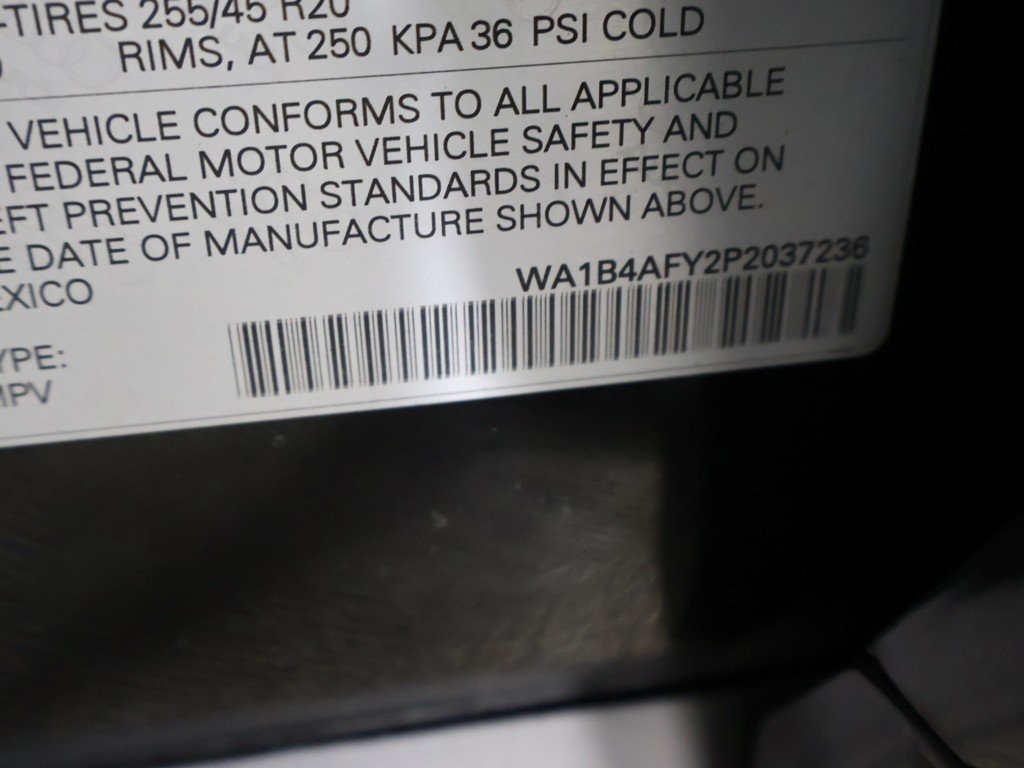 -TIRES 255/45 R20
RIMS, AT 250 KPA 36 PSI COLD
VEHICLE CONFORMS TO ALL APPLICABLE
FEDERAL MOTOR VEHICLE SAFETY AND
EFT PREVENTION STANDARDS IN EFFECT ON
E DATE OF MANUFACTURE SHOWN ABOVE.
EXICO
WA1B4AFY2P2037236
YPE:
MPV